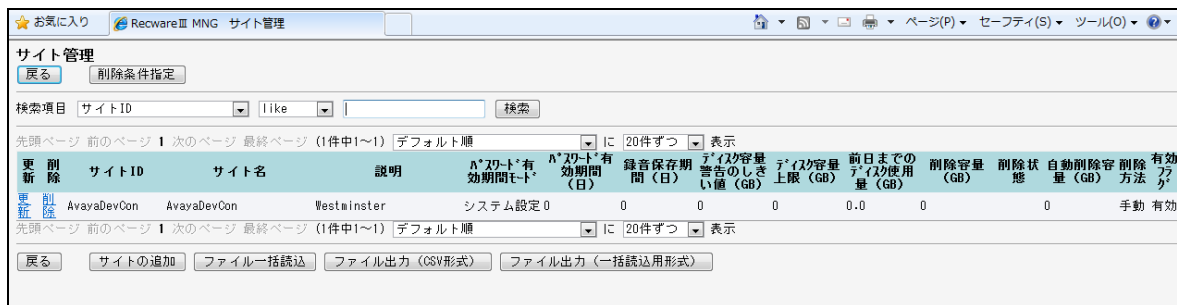 お気に入り RecwareⅢ MNG サイト管理 ページ(P) セーフティ(S) ツール(O)
サイト管理
戻る 削除条件指定
検索項目 サイトID like 検索
先頭ページ 前のページ 1 次のページ 最終ページ (1件中1～1) デフォルト順 に 20件ずつ 表示
更新 削除 サイトID サイト名 説明 パスワード有効期間モード パスワード有効期間(日) 録音保存期間(日) ディスク容量警告のしきい値(GB) ディスク容量上限(GB) 前日までのディスク使用量(GB) 削除容量(GB) 削除状態 自動削除容量(GB) 削除方法 有効フラグ
更新 削除 AvayaDevCon AvayaDevCon Westminster システム設定 0 0 0 0 0.0 0 0 手動 有効
先頭ページ 前のページ 1 次のページ 最終ページ (1件中1～1) デフォルト順 に 20件ずつ 表示
戻る サイトの追加 ファイル一括読込 ファイル出力(CSV形式) ファイル出力(一括読込用形式)